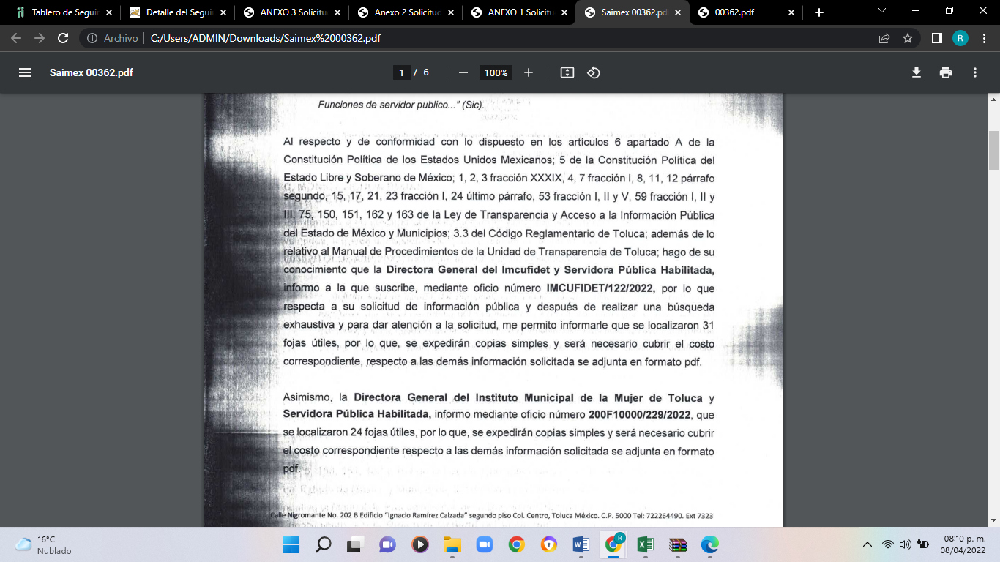 Tablero de Seguir
Detalle del Seguir
ANEXO 3 Solicitu
Anexo 2 Solicitud
ANEXO 1 Solicitu
Saimex 00362.pd
00362.pdf
Archivo
C:/Users/ADMIN/Downloads/Saimex%2000362.pdf
R
Saimex 00362.pdf
1 / 6
100%
Funciones de servidor publico..." (Sic).
Al respecto y de conformidad con lo dispuesto en los artículos 6 apartado A de la
Constitución Política de los Estados Unidos Mexicanos; 5 de la Constitución Política del
Estado Libre y Soberano de México; 1, 2, 3 fracción XXXIX, 4, 7 fracción I, 8, 11, 12 párrafo
segundo, 15, 17, 21, 23 fracción I, 24 último párrafo, 53 fracción I, II y V, 59 fracción I, II y
III, 75, 150, 151, 162 y 163 de la Ley de Transparencia y Acceso a la Información Pública
del Estado de México y Municipios; 3.3 del Código Reglamentario de Toluca; además de lo
relativo al Manual de Procedimientos de la Unidad de Transparencia de Toluca; hago de su
conocimiento que la Directora General del Imcufidet y Servidora Pública Habilitada,
informo a la que suscribe, mediante oficio número IMCUFIDET/122/2022, por lo que
respecta a su solicitud de información pública y después de realizar una búsqueda
exhaustiva y para dar atención a la solicitud, me permito informarle que se localizaron 31
fojas útiles, por lo que, se expedirán copias simples y será necesario cubrir el costo
correspondiente, respecto a las demás información solicitada se adjunta en formato pdf.
Asimismo, la Directora General del Instituto Municipal de la Mujer de Toluca y
Servidora Pública Habilitada, informo mediante oficio número 200F10000/229/2022, que
se localizaron 24 fojas útiles, por lo que, se expedirán copias simples y será necesario cubrir
el costo correspondiente respecto a las demás información solicitada se adjunta en formato
pdf.
Calle Nigromante No. 202 B Edificio "Ignacio Ramírez Calzada" segundo piso Col. Centro, Toluca México. C.P. 5000 Tel: 722264490. Ext 7323
16°C
Nublado
R
08:10 p. m.
08/04/2022